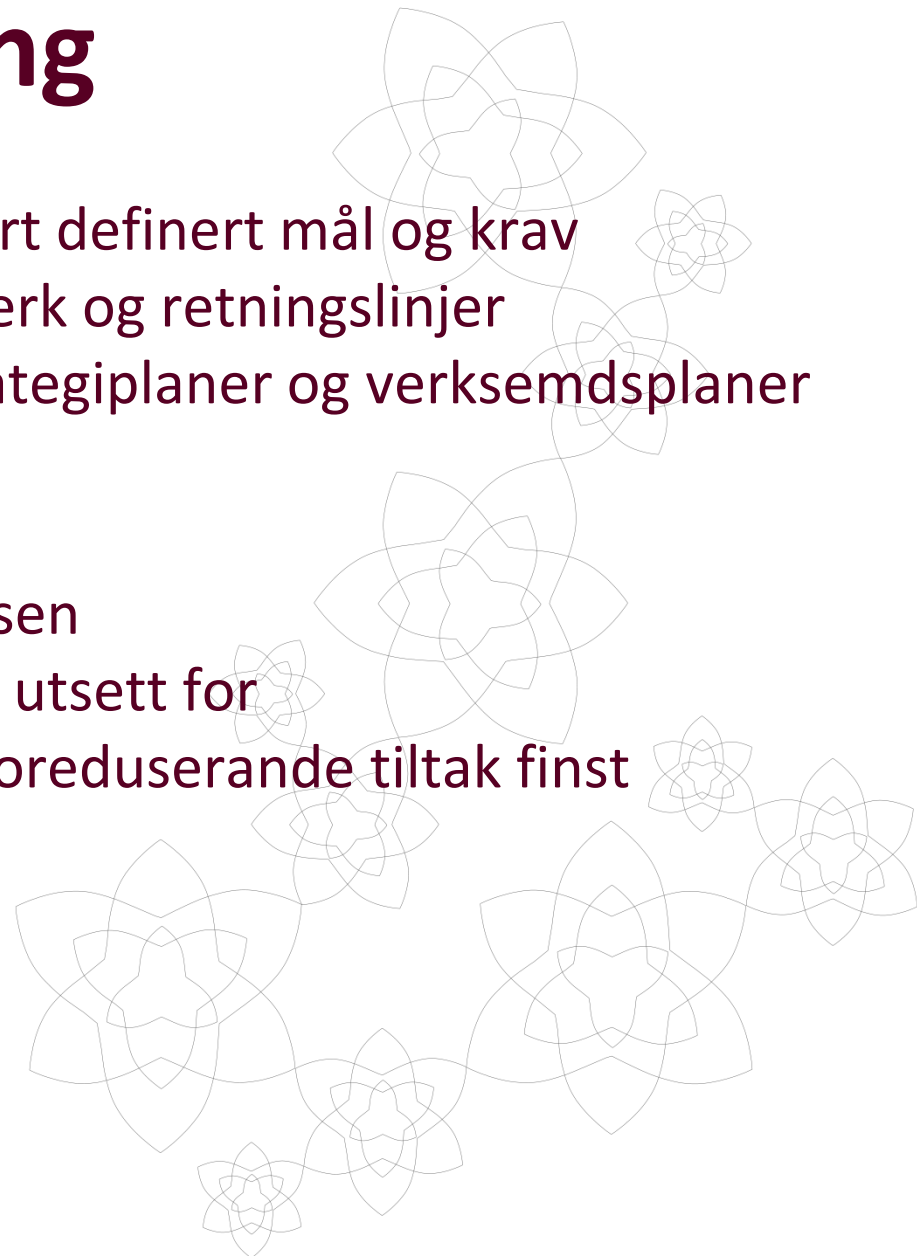 ng
rt definert mål og krav
erk og retningslinjer
ategiplaner og verksemdsplaner
sen
utsett for
oreduserande tiltak finst